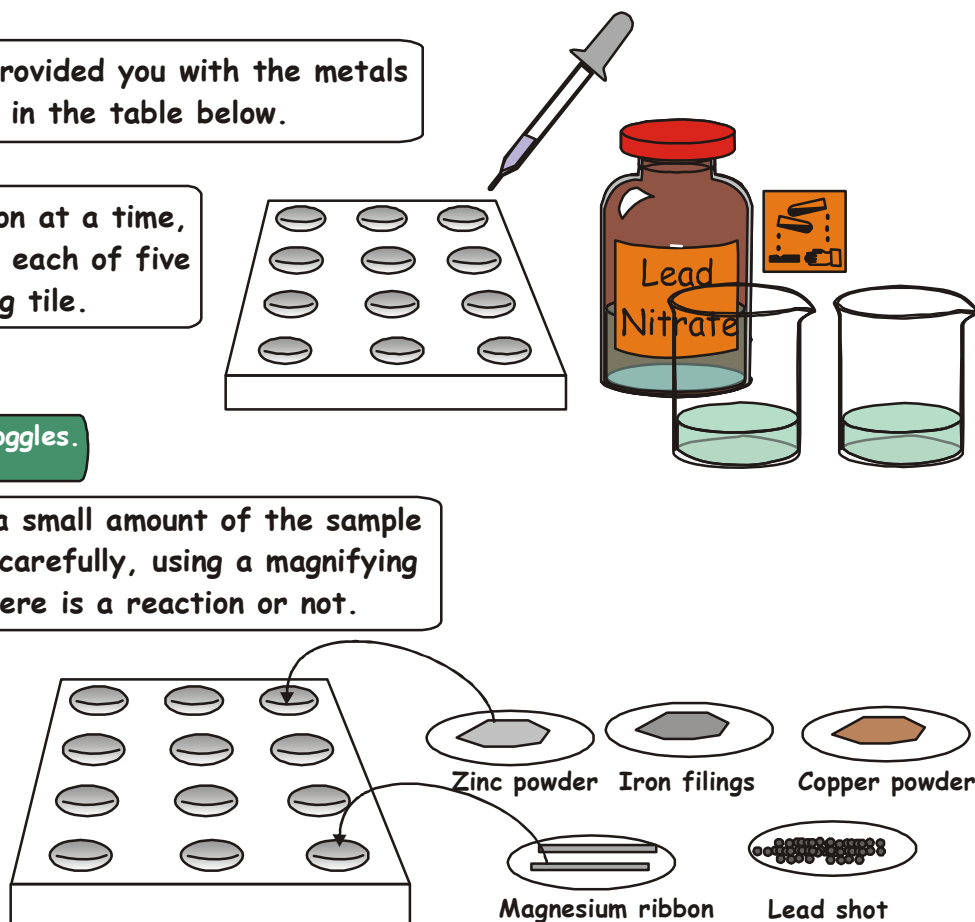 rovided you with the metals
in the table below.
on at a time,
each of five
g tile.
Lead
Nitrate
oggles.
a small amount of the sample
carefully, using a magnifying
ere is a reaction or not.
Zinc powder Iron filings Copper powder
Magnesium ribbon Lead shot